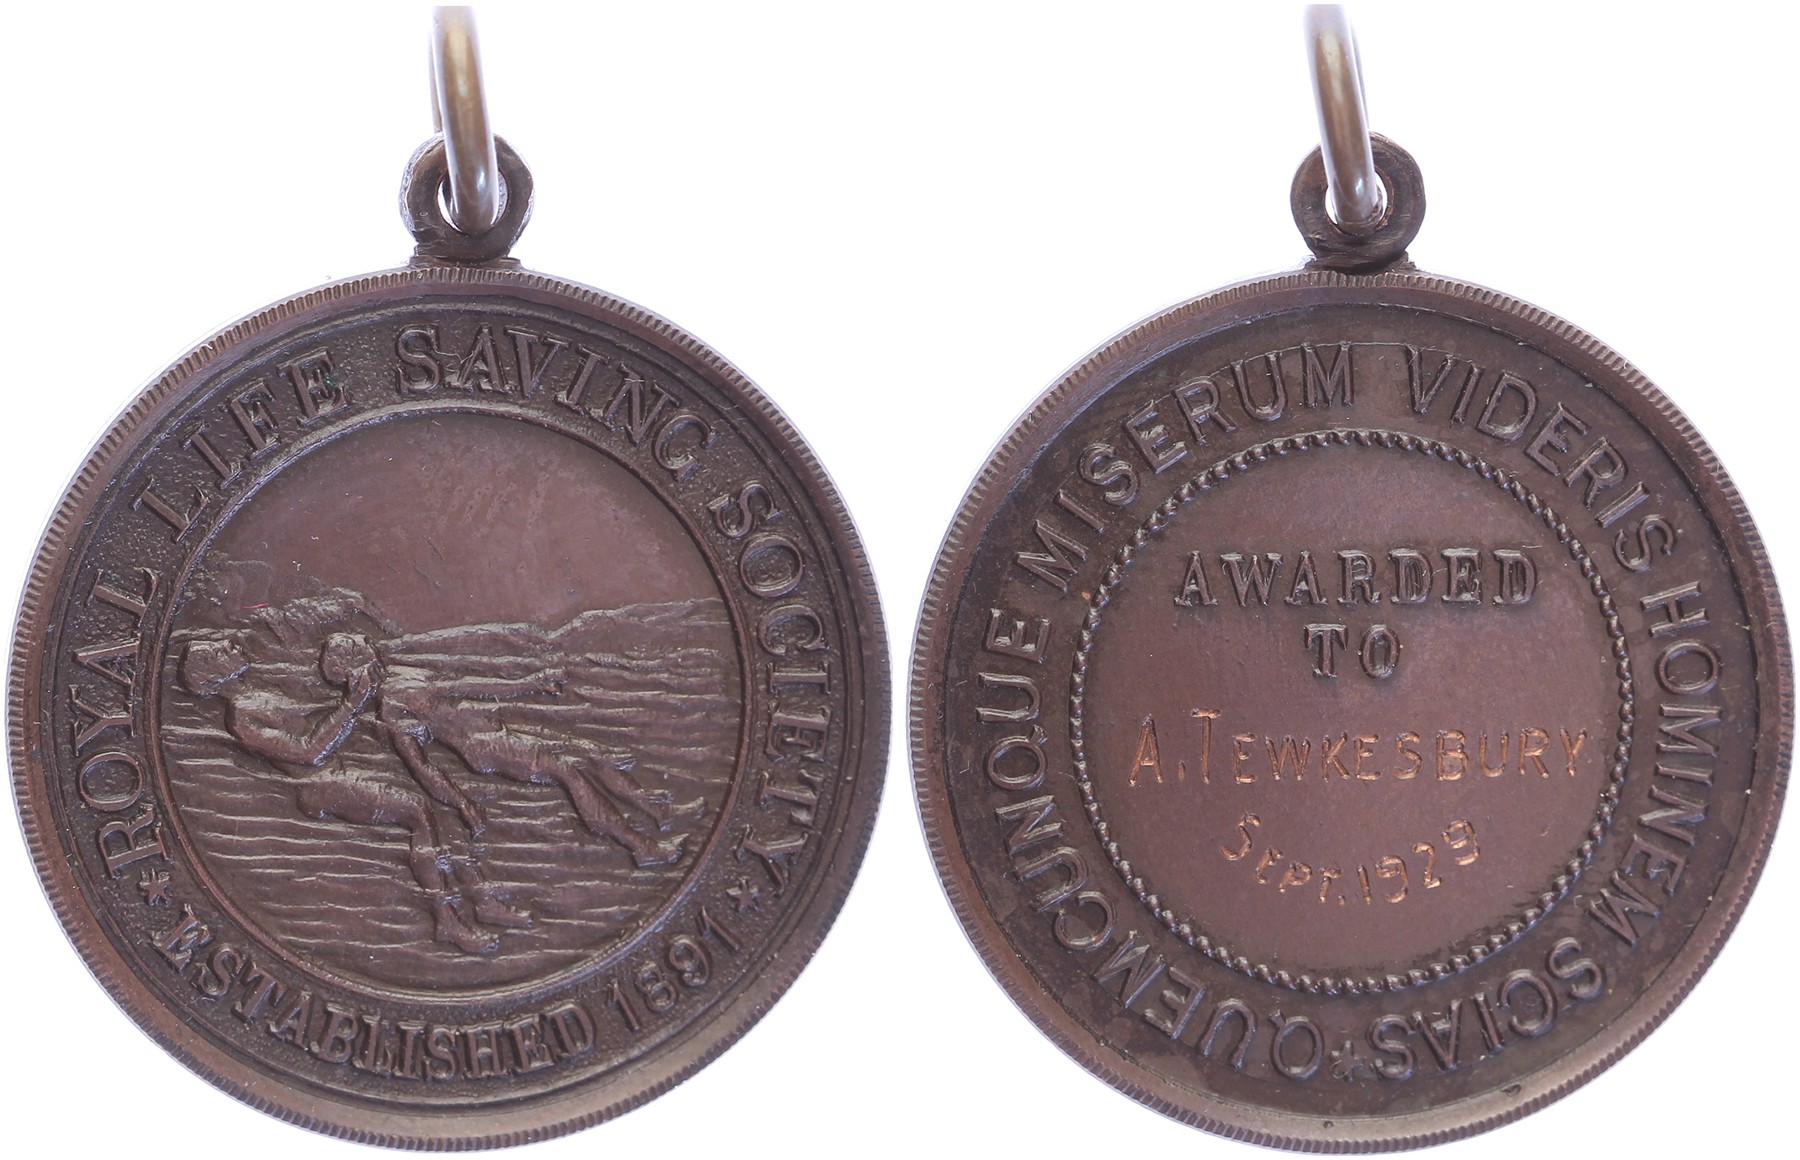 ROYAL LIFE SAVING SOCIETY
* ESTABLISHED 1891 *
QUEMCUNQUE MISERUM VIDERIS HOMINEM SCIAS *
AWARDED
TO
A. TEWKESBURY
SEPT. 1929